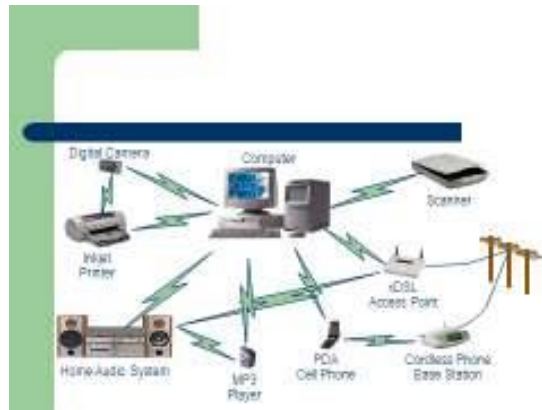 Digital Camera
Computer
Scanner
Inkjet
Printer
xDSL
Access Point
Home Audio System
MP3
Player
PDA
Cell Phone
Cordless Phone
Base Station